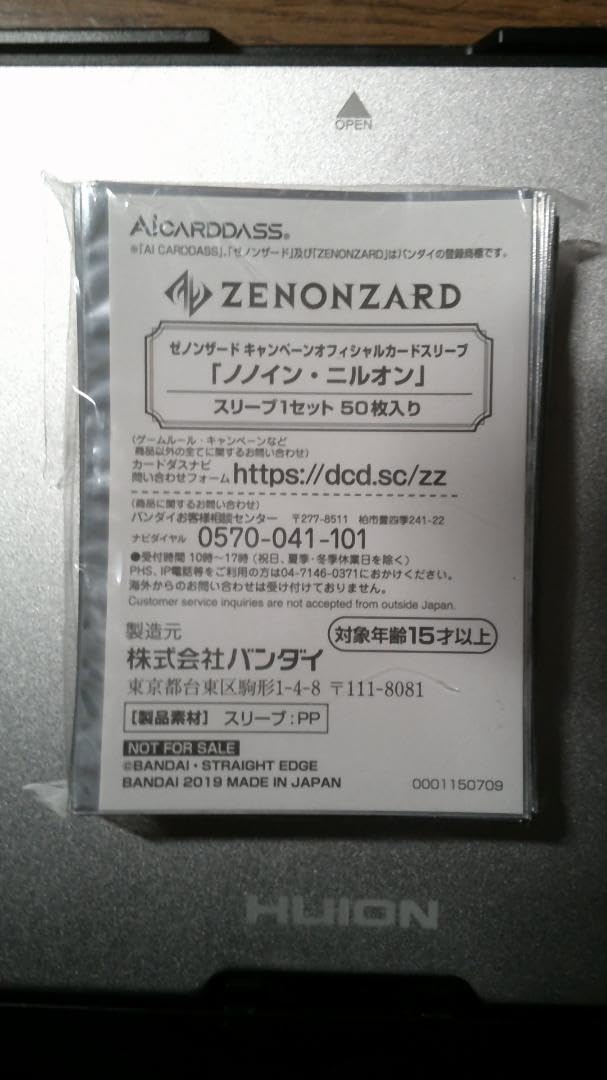 OPEN
Ai CARDDASS®
※「AI CARDDASS」、「ゼノンザード」及び「ZENONZARD」はバンダイの登録商標です。
ZENONZARD
ゼノンザード キャンペーンオフィシャルカードスリーブ
「ノノイン・ニルオン」
スリーブ1セット 50枚入り
(ゲームルール・キャンペーンなど
商品以外の全てに関するお問い合わせ)
カードダスナビ
問い合わせフォーム https://dcd.sc/zz
(商品に関するお問い合わせ)
バンダイお客様相談センター 〒277-8511 柏市豊四季241-22
ナビダイヤル 0570-041-101
●受付時間 10時~17時 (祝日、夏季・冬季休業日を除く)
PHS、IP電話等をご利用の方は04-7146-0371におかけください。
海外からのお問い合わせは受け付けておりません。
Customer service inquiries are not accepted from outside Japan.
製造元 対象年齢15才以上
株式会社バンダイ
東京都台東区駒形1-4-8 〒111-8081
【製品素材】 スリーブ:PP
NOT FOR SALE
©BANDAI・STRAIGHT EDGE
BANDAI 2019 MADE IN JAPAN 0001150709
HUION